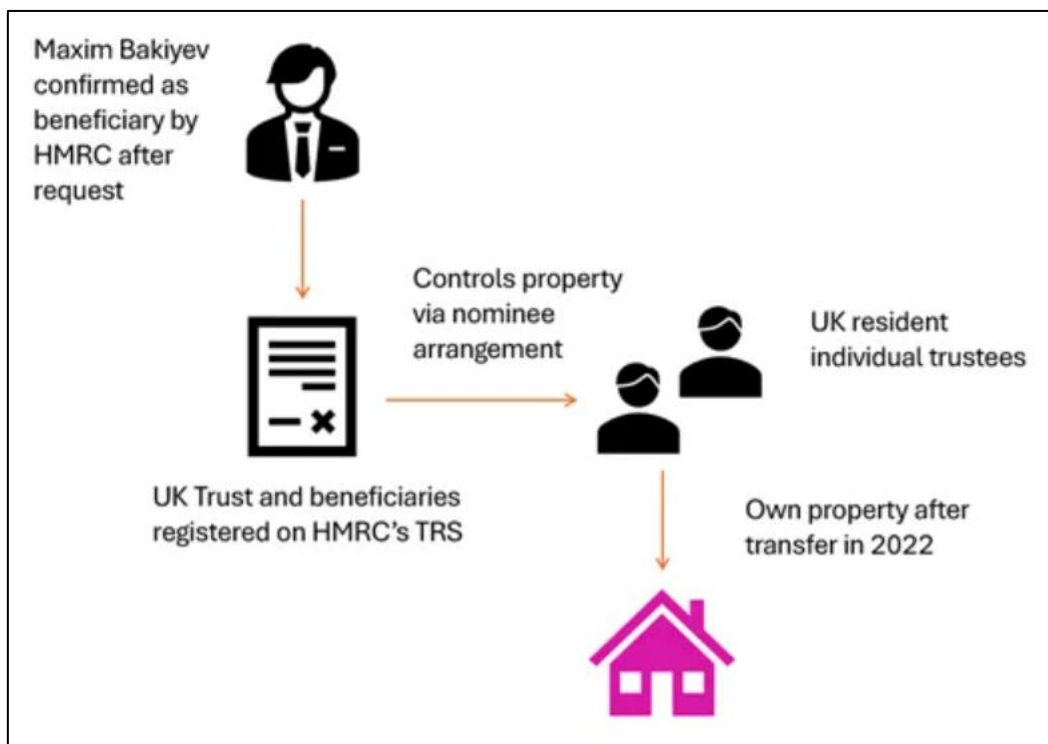 Maxim Bakiyev
confirmed as
beneficiary by
HMRC after
request
Controls property
via nominee
arrangement
UK resident
individual trustees
UK Trust and beneficiaries
registered on HMRC's TRS
Own property after
transfer in 2022